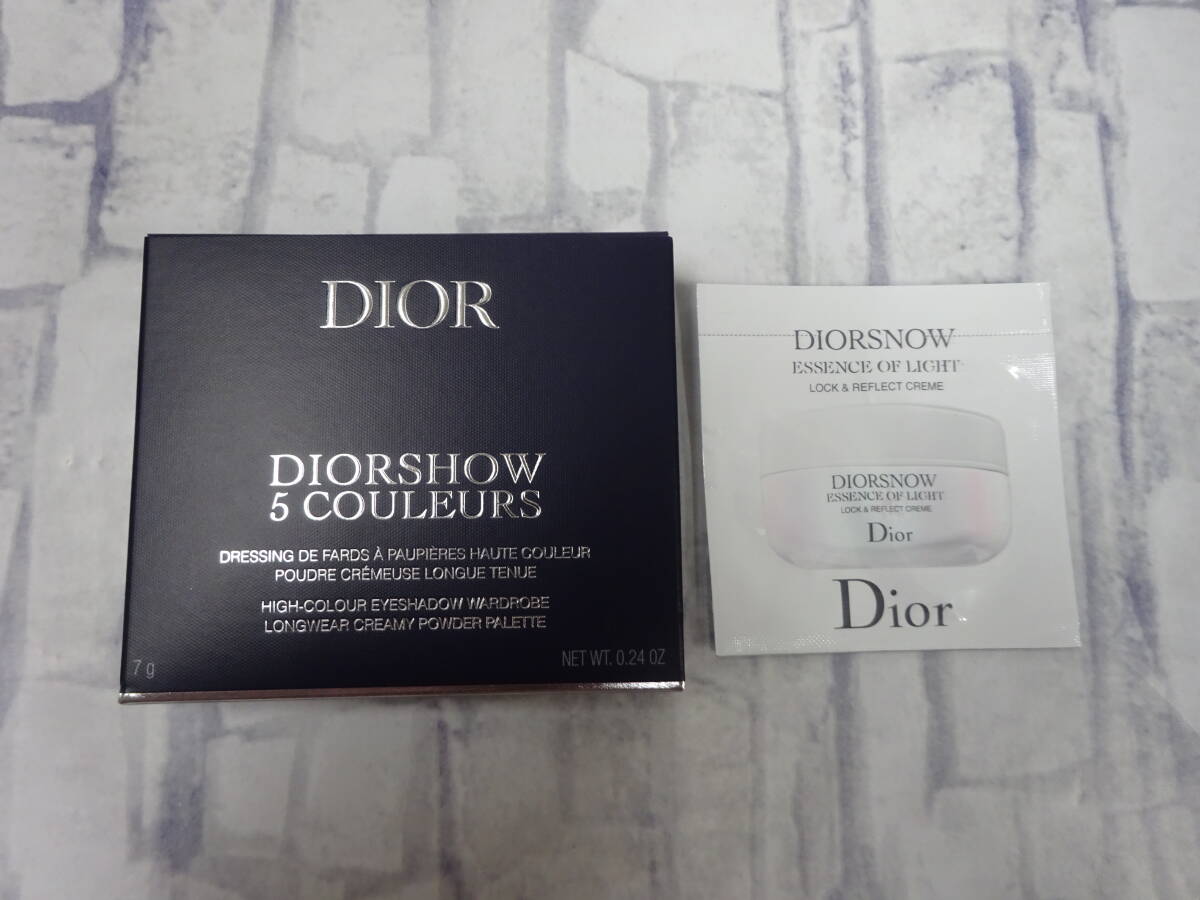 DIOR
DIORSHOW
5 COULEURS
DRESSING DE FARDS À PAUPIÈRES HAUTE COULEUR
POUDRE CRÉMEUSE LONGUE TENUE
HIGH-COLOUR EYESHADOW WARDROBE
LONGWEAR CREAMY POWDER PALETTE
7 g
NET WT. 0.24 OZ
DIORSNOW
ESSENCE OF LIGHT
LOCK & REFLECT CREME
DIORSNOW
ESSENCE OF LIGHT
LOCK & REFLECT CREME
Dior
Dior